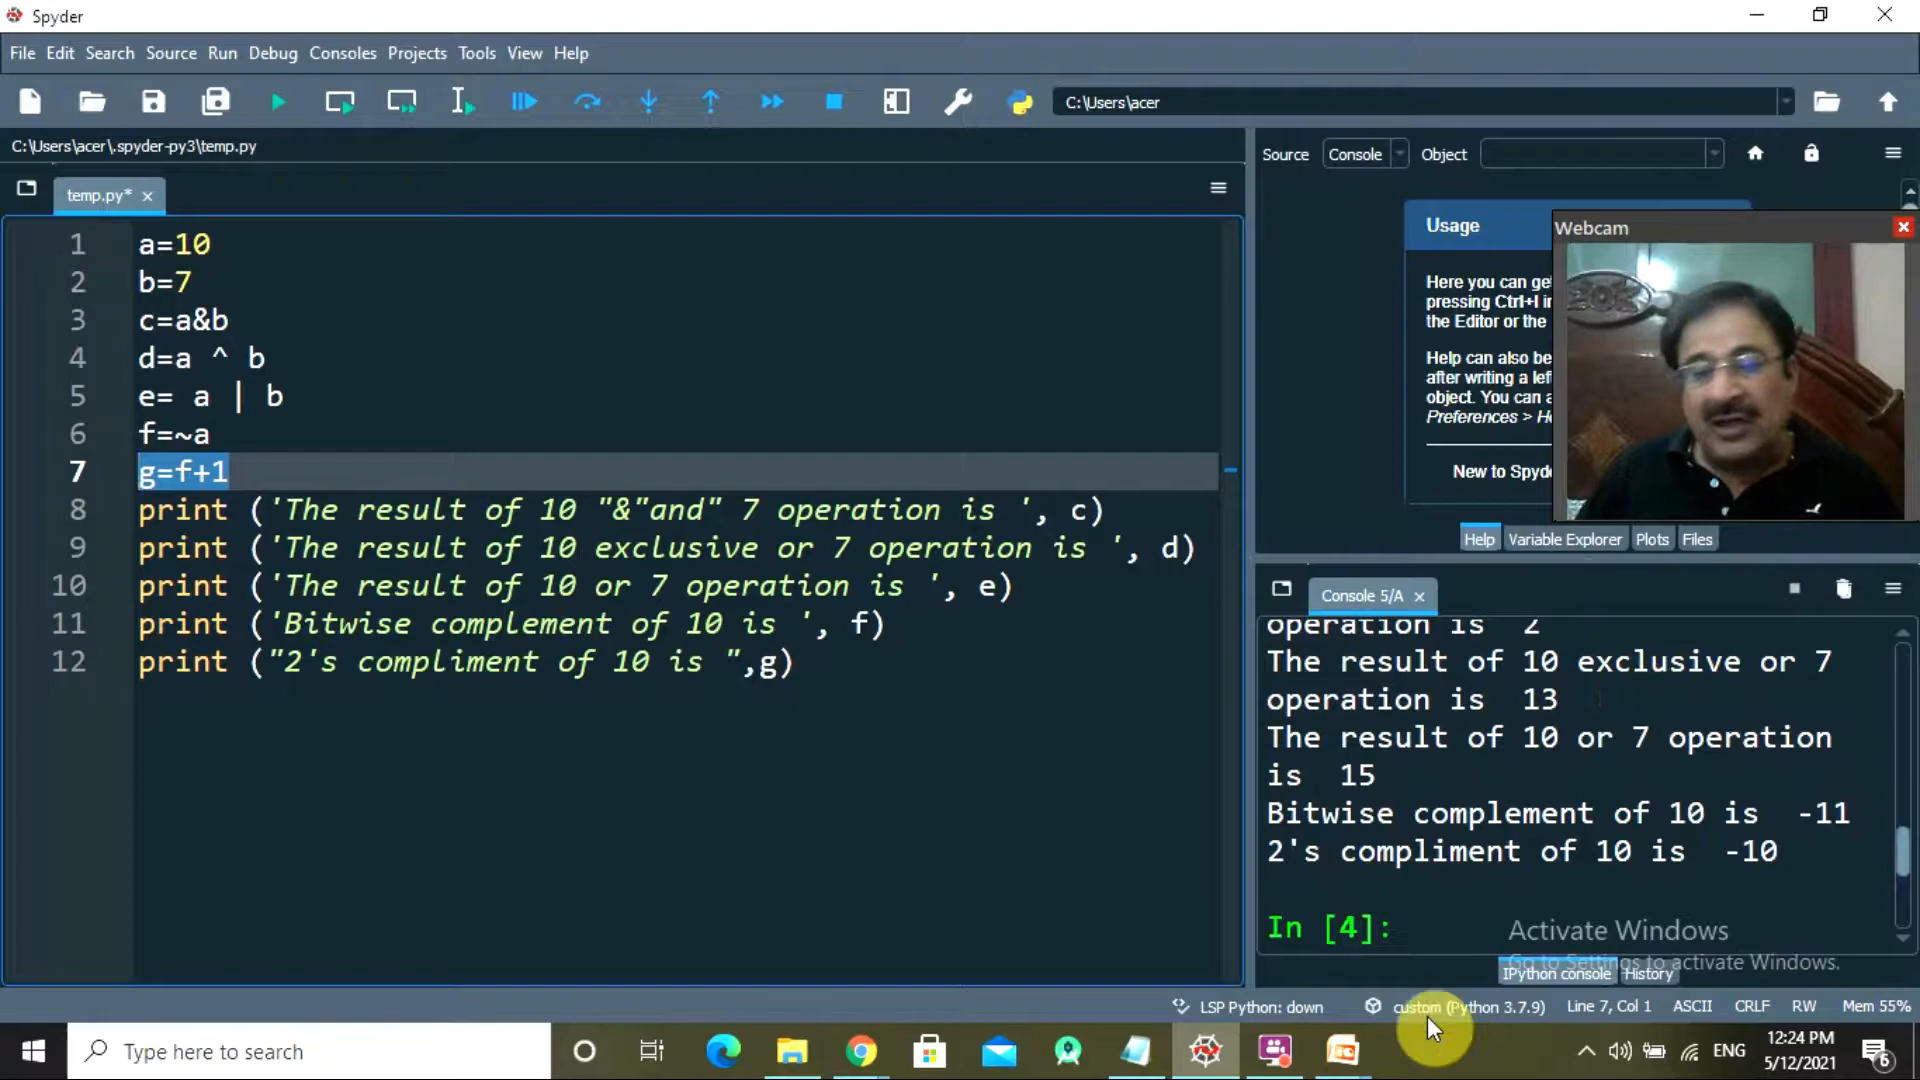 Spyder
File Edit Search Source Run Debug Consoles Projects Tools View Help
C:\Users\acer
C:\Users\acer\.spyder-py3\temp.py
Source Console Object
temp.py*
Usage
Webcam
Here you can ge
pressing Ctrl+I i
the Editor or the
Help can also be
after writing a lef
object. You can a
Preferences > H
New to Spyde
1 a=10
2 b=7
3 c=a&b
4 d=a ^ b
5 e= a | b
6 f=~a
7 g=f+1
8 print ('The result of 10 "&"and" 7 operation is ', c)
9 print ('The result of 10 exclusive or 7 operation is ', d)
10 print ('The result of 10 or 7 operation is ', e)
11 print ('Bitwise complement of 10 is ', f)
12 print ("2's compliment of 10 is ",g)
Help Variable Explorer Plots Files
Console 5/A
operation is 2
The result of 10 exclusive or 7
operation is 13
The result of 10 or 7 operation
is 15
Bitwise complement of 10 is -11
2's compliment of 10 is -10
In [4]:
Activate Windows
Go to Settings to activate Windows.
IPython console History
LSP Python: down custom (Python 3.7.9) Line 7, Col 1 ASCII CRLF RW Mem 55%
Type here to search
ENG
12:24 PM
5/12/2021
6